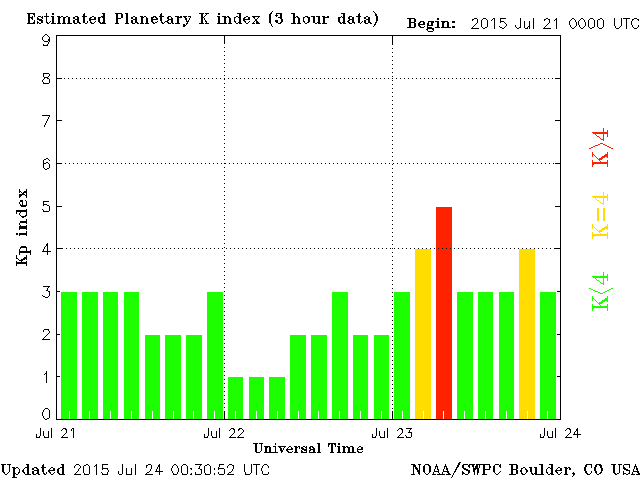 Estimated Planetary K index (3 hour data) Begin: 2015 Jul 21 0000 UTC
9
8
7
6
5
4
3
2
1
0
Kp index
K>4
K=4
K<4
Jul 21 Jul 22 Jul 23 Jul 24
Universal Time
Updated 2015 Jul 24 00:30:52 UTC NOAA/SWPC Boulder, CO USA